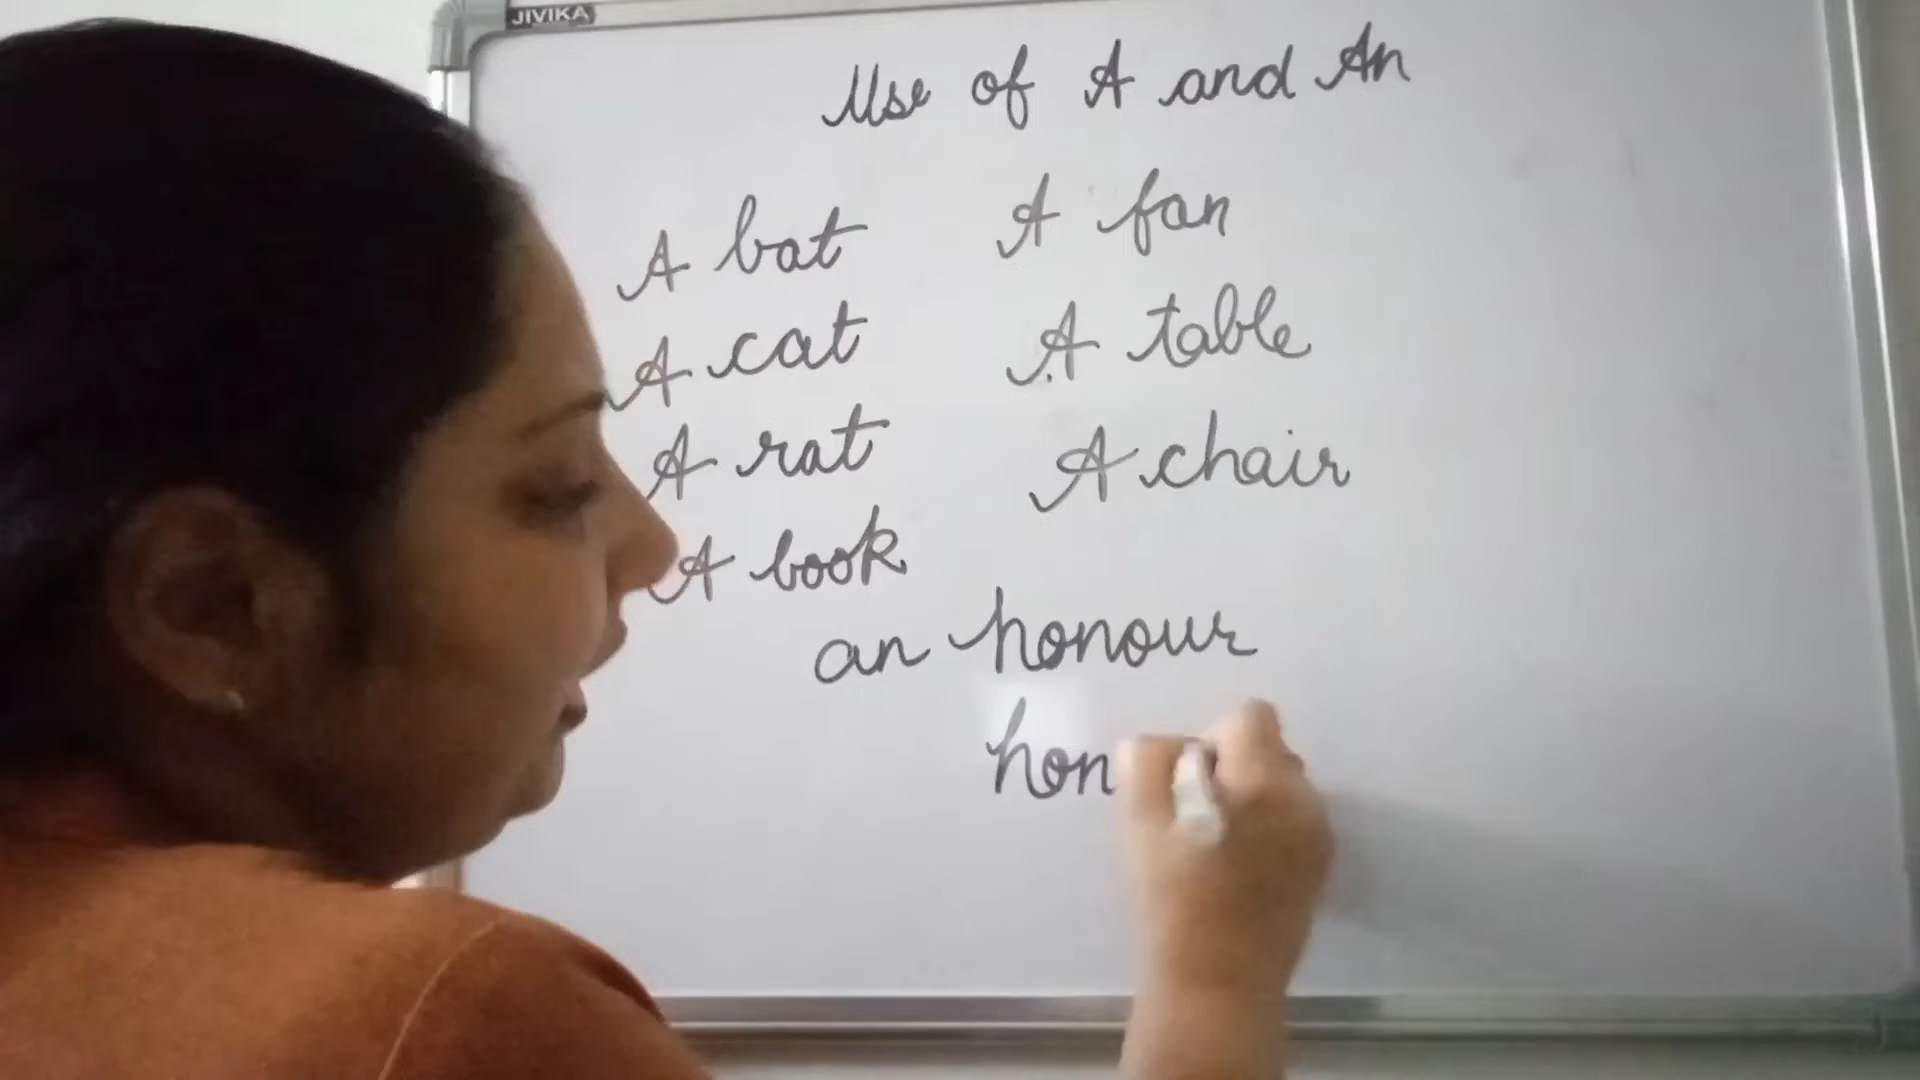 JIVIKA
Use of A and An
A bat
A cat
A rat
A book
A fan
A table
A chair
an honour
hon